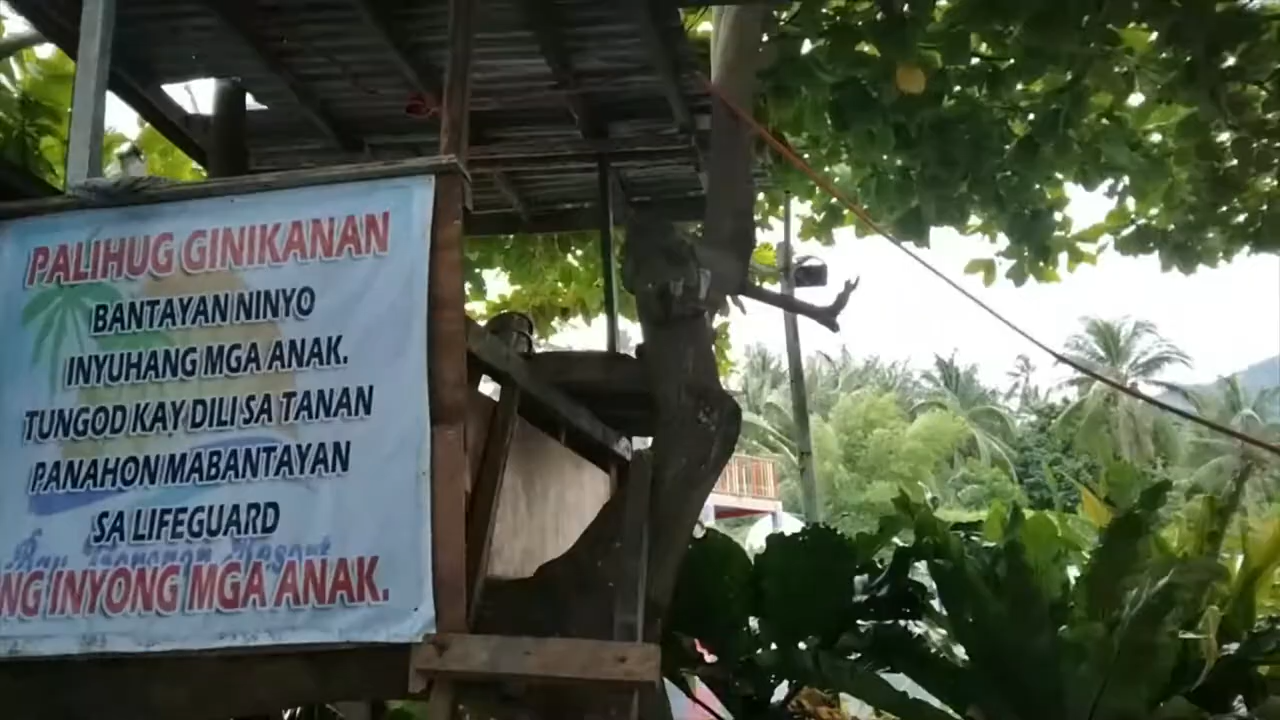 PALIHUG GINIKANAN
BANTAYAN NINYO
INYUHANG MGA ANAK.
TUNGOD KAY DILI SA TANAN
PANAHON MABANTAYAN
SA LIFEGUARD
NG INYONG MGA ANAK.